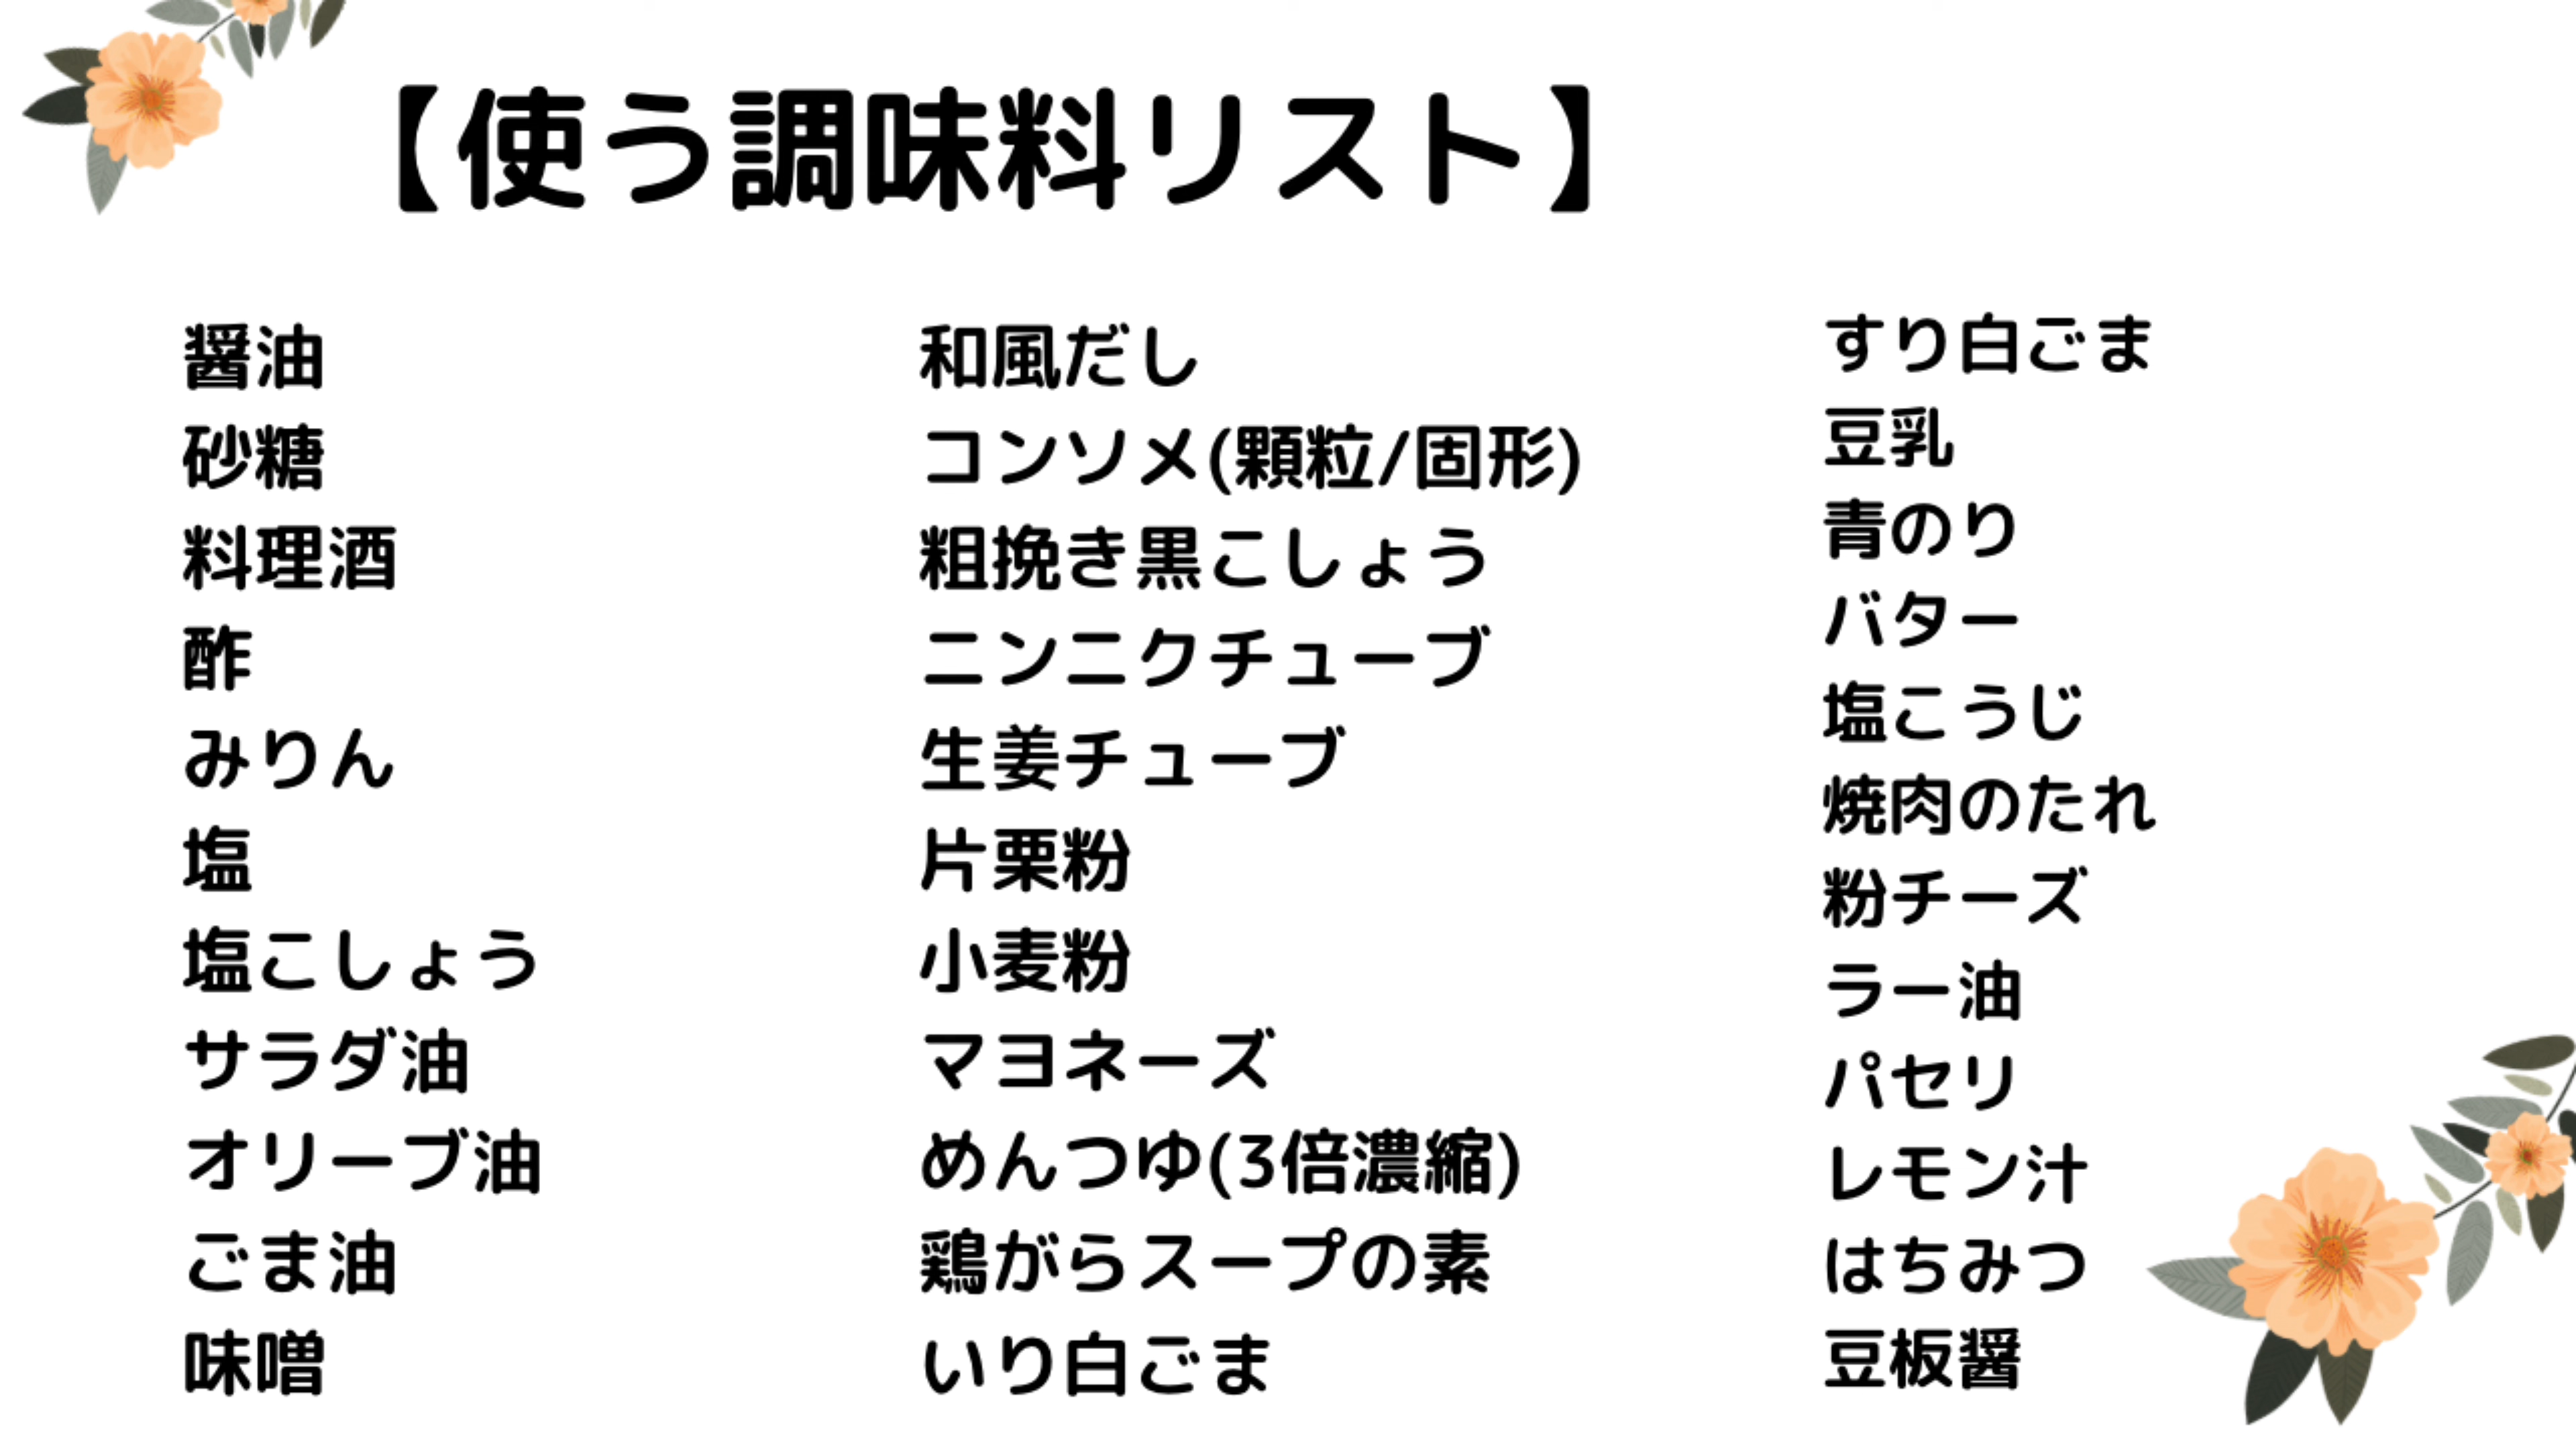 【使う調味料リスト】
醤油
砂糖
料理酒
酢
みりん
塩
塩こしょう
サラダ油
オリーブ油
ごま油
味噌
和風だし
コンソメ(顆粒/固形)
粗挽き黒こしょう
ニンニクチューブ
生姜チューブ
片栗粉
小麦粉
マヨネーズ
めんつゆ(3倍濃縮)
鶏がらスープの素
いり白ごま
すり白ごま
豆乳
青のり
バター
塩こうじ
焼肉のたれ
粉チーズ
ラー油
パセリ
レモン汁
はちみつ
豆板醤